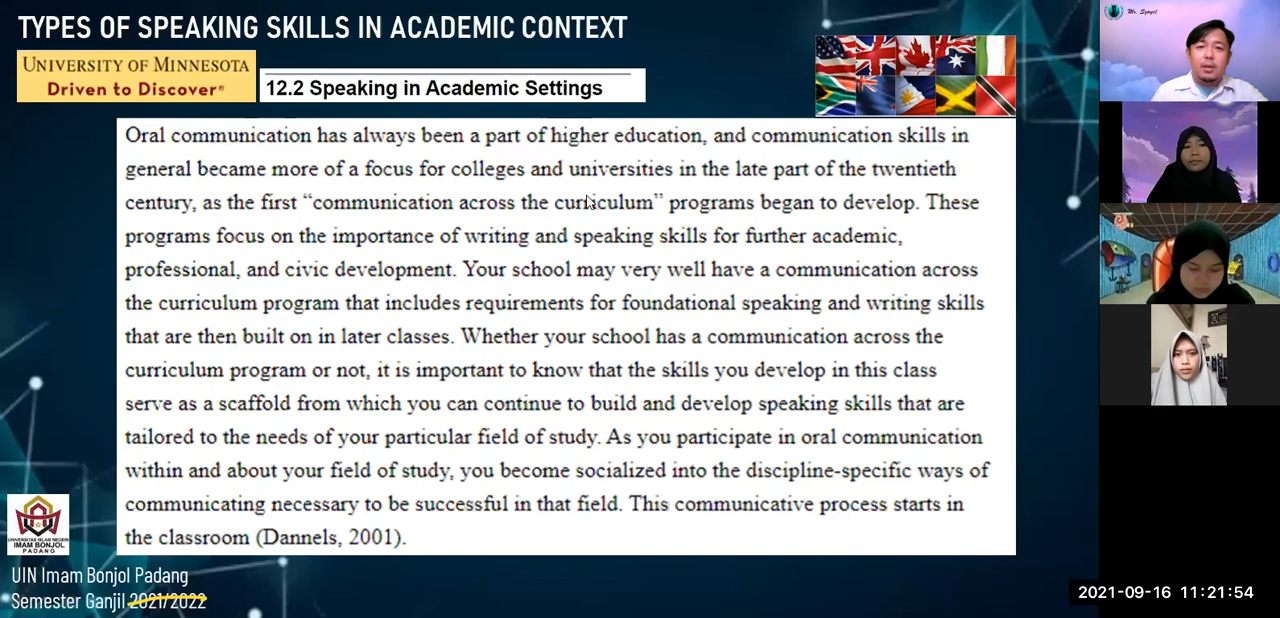 TYPES OF SPEAKING SKILLS IN ACADEMIC CONTEXT
UNIVERSITY OF MINNESOTA
Driven to Discover®
12.2 Speaking in Academic Settings
Oral communication has always been a part of higher education, and communication skills in
general became more of a focus for colleges and universities in the late part of the twentieth
century, as the first “communication across the curriculum” programs began to develop. These
programs focus on the importance of writing and speaking skills for further academic,
professional, and civic development. Your school may very well have a communication across
the curriculum program that includes requirements for foundational speaking and writing skills
that are then built on in later classes. Whether your school has a communication across the
curriculum program or not, it is important to know that the skills you develop in this class
serve as a scaffold from which you can continue to build and develop speaking skills that are
tailored to the needs of your particular field of study. As you participate in oral communication
within and about your field of study, you become socialized into the discipline-specific ways of
communicating necessary to be successful in that field. This communicative process starts in
the classroom (Dannels, 2001).
UNIVERSITAS ISLAM NEGERI
IMAM BONJOL
PADANG
UIN Imam Bonjol Padang
Semester Ganjil 2021/2022
Mr. Syayid
2021-09-16 11:21:54